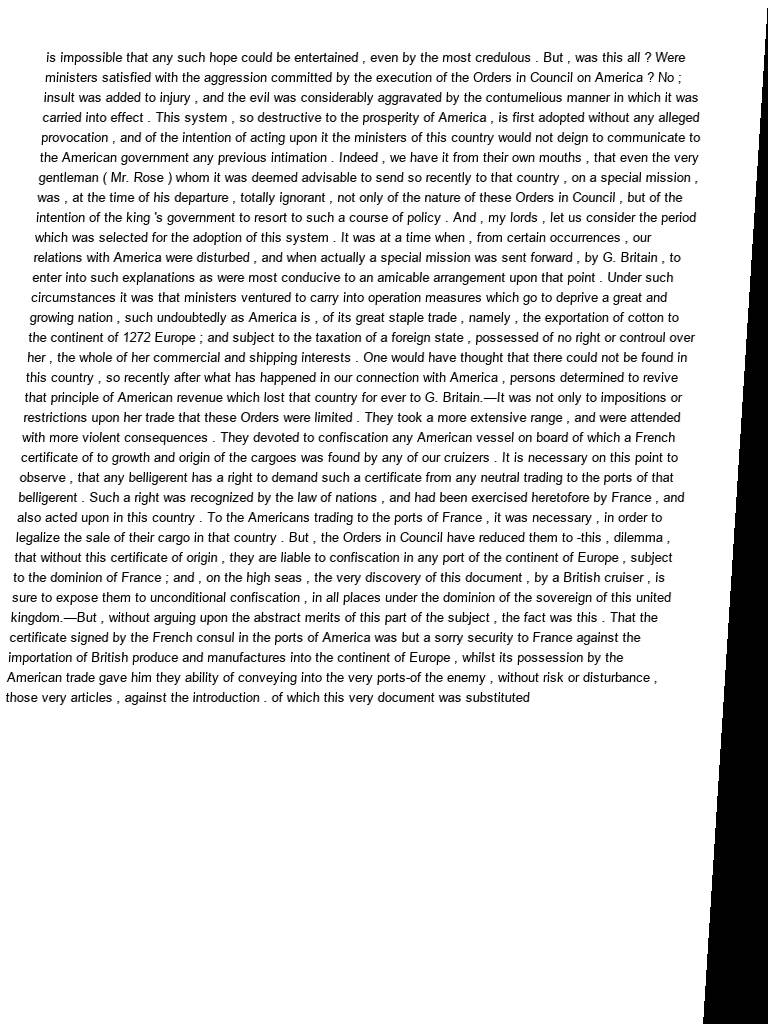 is impossible that any such hope could be entertained , even by the most credulous . But , was this all ? Were
ministers satisfied with the aggression committed by the execution of the Orders in Council on America ? No ;
insult was added to injury , and the evil was considerably aggravated by the contumelious manner in which it was
carried into effect . This system , so destructive to the prosperity of America , is first adopted without any alleged
provocation , and of the intention of acting upon it the ministers of this country would not deign to communicate to
the American government any previous intimation . Indeed , we have it from their own mouths , that even the very
gentleman ( Mr. Rose ) whom it was deemed advisable to send so recently to that country , on a special mission ,
was , at the time of his departure , totally ignorant , not only of the nature of these Orders in Council , but of the
intention of the king 's government to resort to such a course of policy . And , my lords , let us consider the period
which was selected for the adoption of this system . It was at a time when , from certain occurrences , our
relations with America were disturbed , and when actually a special mission was sent forward , by G. Britain , to
enter into such explanations as were most conducive to an amicable arrangement upon that point . Under such
circumstances it was that ministers ventured to carry into operation measures which go to deprive a great and
growing nation , such undoubtedly as America is , of its great staple trade , namely , the exportation of cotton to
the continent of 1272 Europe ; and subject to the taxation of a foreign state , possessed of no right or controul over
her , the whole of her commercial and shipping interests . One would have thought that there could not be found in
this country , so recently after what has happened in our connection with America , persons determined to revive
that principle of American revenue which lost that country for ever to G. Britain.—It was not only to impositions or
restrictions upon her trade that these Orders were limited . They took a more extensive range , and were attended
with more violent consequences . They devoted to confiscation any American vessel on board of which a French
certificate of to growth and origin of the cargoes was found by any of our cruizers . It is necessary on this point to
observe , that any belligerent has a right to demand such a certificate from any neutral trading to the ports of that
belligerent . Such a right was recognized by the law of nations , and had been exercised heretofore by France , and
also acted upon in this country . To the Americans trading to the ports of France , it was necessary , in order to
legalize the sale of their cargo in that country . But , the Orders in Council have reduced them to -this , dilemma ,
that without this certificate of origin , they are liable to confiscation in any port of the continent of Europe , subject
to the dominion of France ; and , on the high seas , the very discovery of this document , by a British cruiser , is
sure to expose them to unconditional confiscation , in all places under the dominion of the sovereign of this united
kingdom.—But , without arguing upon the abstract merits of this part of the subject , the fact was this . That the
certificate signed by the French consul in the ports of America was but a sorry security to France against the
importation of British produce and manufactures into the continent of Europe , whilst its possession by the
American trade gave him they ability of conveying into the very ports-of the enemy , without risk or disturbance ,
those very articles , against the introduction . of which this very document was substituted